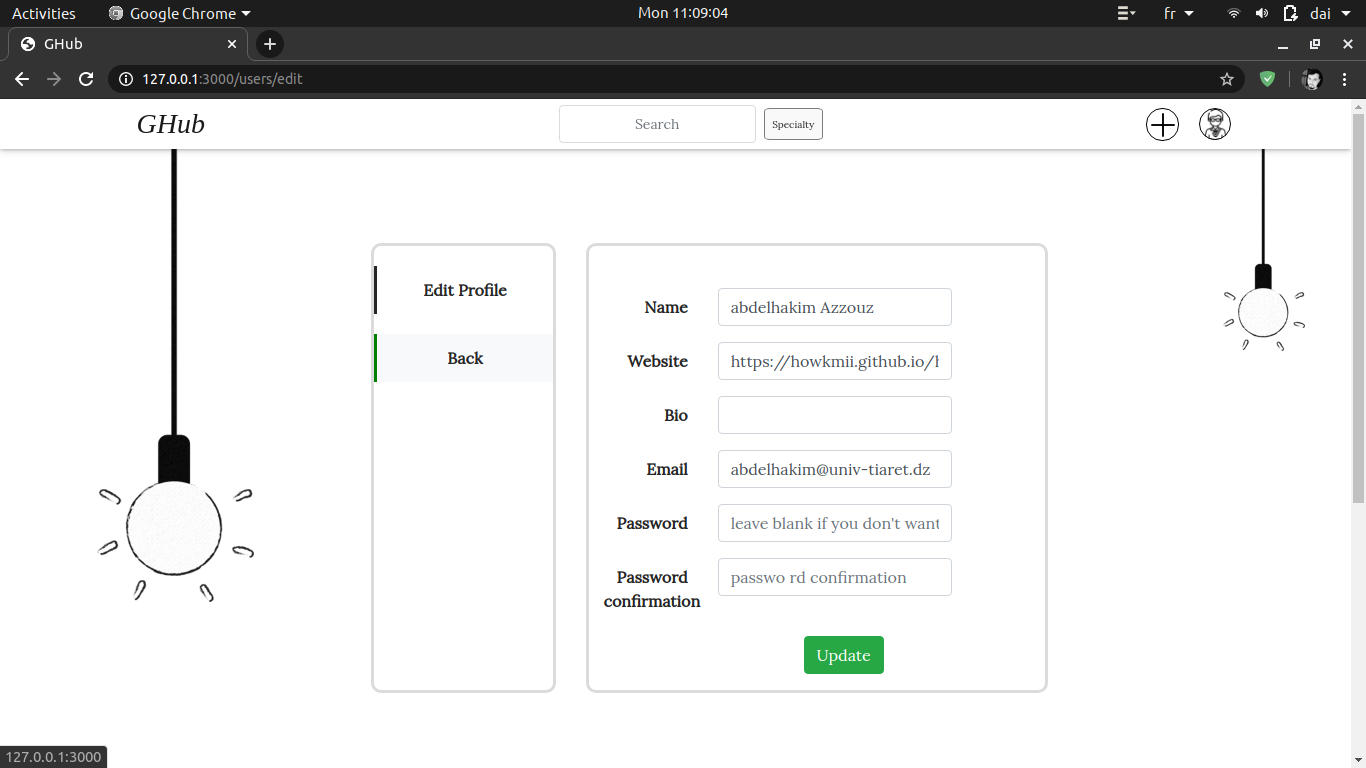 Activities Google Chrome Mon 11:09:04 fr dai
GHub
127.0.0.1:3000/users/edit
GHub Search Specialty
Edit Profile
Back
Name abdelhakim Azzouz
Website https://howkmii.github.io/h
Bio
Email abdelhakim@univ-tiaret.dz
Password leave blank if you don't want
Password passwo rd confirmation
confirmation
Update
127.0.0.1:3000